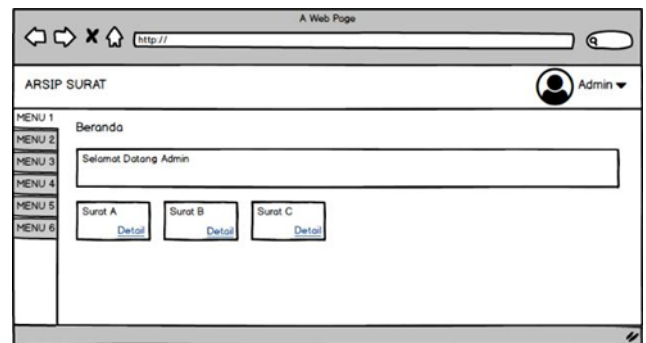 A Web Page
http://
ARSIP SURAT
Admin
MENU 1
MENU 2
MENU 3
MENU 4
MENU 5
MENU 6
Beranda
Selamat Datang Admin
Surat A
Detail
Surat B
Detail
Surat C
Detail